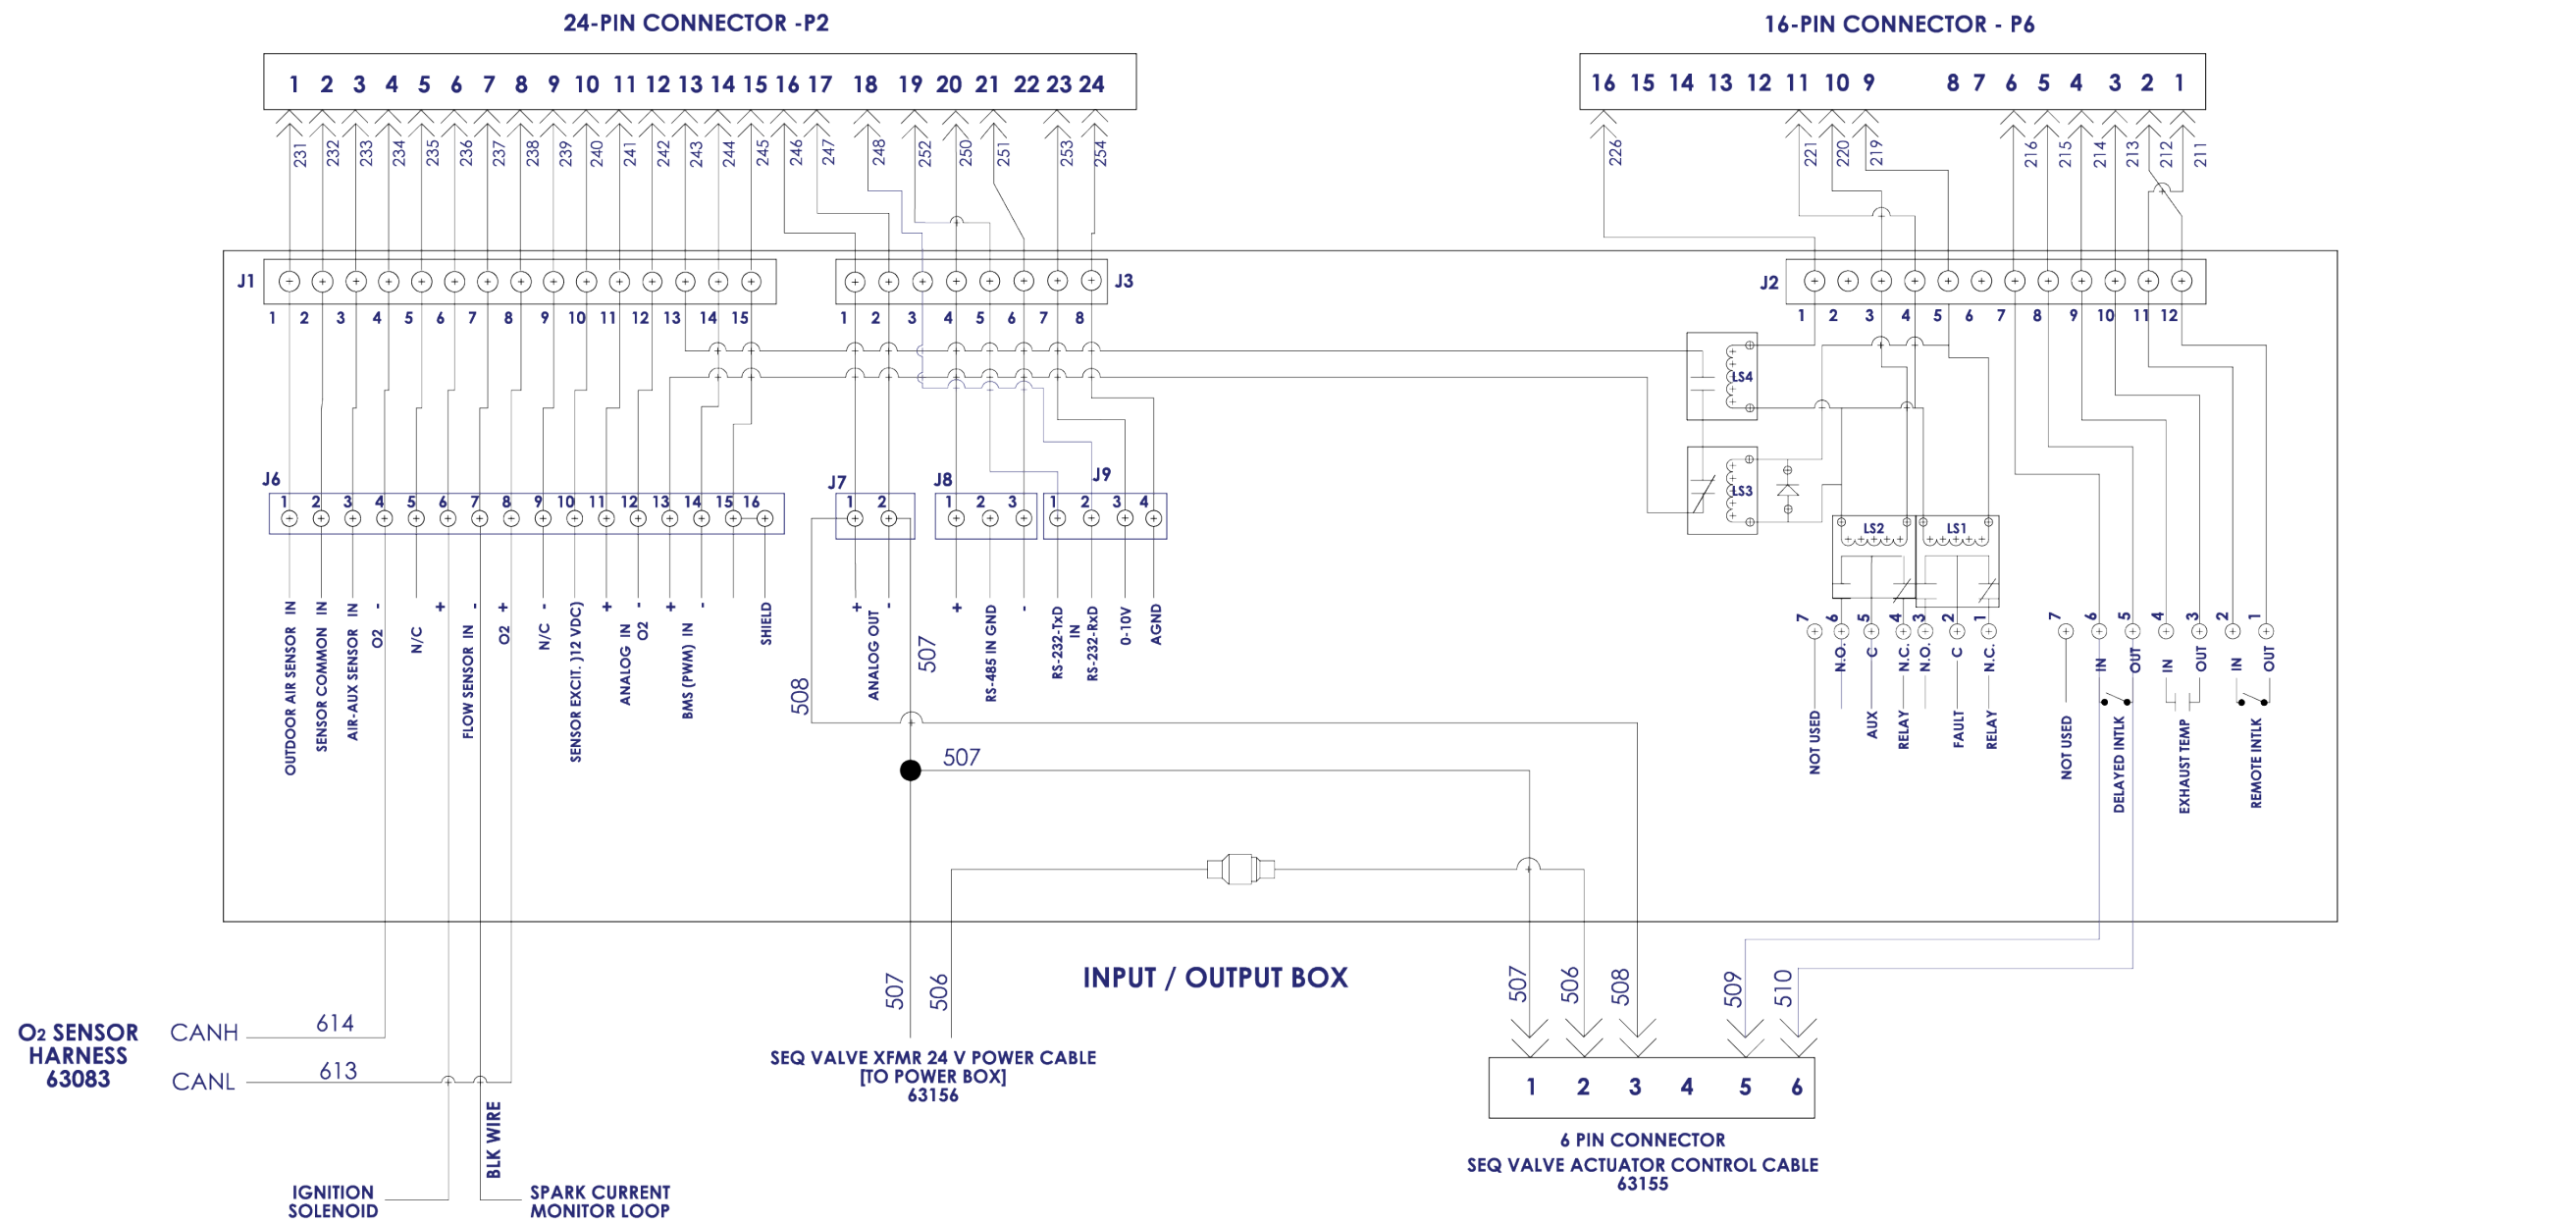 24-PIN CONNECTOR -P2
16-PIN CONNECTOR - P6
1 2 3 4 5 6 7 8 9 10 11 12 13 14 15 16 17 18 19 20 21 22 23 24
16 15 14 13 12 11 10 9 8 7 6 5 4 3 2 1
231 232 233 234 235 236 237 238 239 240 241 242 243 244 245 246 247 248 252 250 251 253 254
226 221 220 219 216 215 214 213 212 211
J1
J3
J2
1 2 3 4 5 6 7 8 9 10 11 12 13 14 15
1 2 3 4 5 6 7 8
1 2 3 4 5 6 7 8 9 10 11 12
LS4
LS3
J6
J7
J8
J9
1 2 3 4 5 6 7 8 9 10 11 12 13 14 15 16
1 2
1 2 3
1 2 3 4
LS2
LS1
OUTDOOR AIR SENSOR IN
SENSOR COMMON IN
AIR-AUX SENSOR IN
O2 -
N/C
+
FLOW SENSOR IN -
O2 +
N/C -
SENSOR EXCIT. )12 VDC)
+
ANALOG IN
O2 -
+
BMS (PWM) IN -
SHIELD
+
ANALOG OUT -
507
508
+
RS-485 IN GND
-
RS-232-TxD
IN
RS-232-RxD
0-10V
AGND
7 6 5 4 3 2 1
N.O. C N.C. N.O. C N.C.
NOT USED
AUX
RELAY
FAULT
RELAY
7 6 5 4 3 2 1
IN OUT IN OUT IN OUT
NOT USED
DELAYED INTLK
EXHAUST TEMP
REMOTE INTLK
507
INPUT / OUTPUT BOX
507 506
507 506 508 509 510
O2 SENSOR
HARNESS
63083
CANH 614
CANL 613
BLK WIRE
IGNITION
SOLENOID
SPARK CURRENT
MONITOR LOOP
SEQ VALVE XFMR 24 V POWER CABLE
[TO POWER BOX]
63156
1 2 3 4 5 6
6 PIN CONNECTOR
SEQ VALVE ACTUATOR CONTROL CABLE
63155